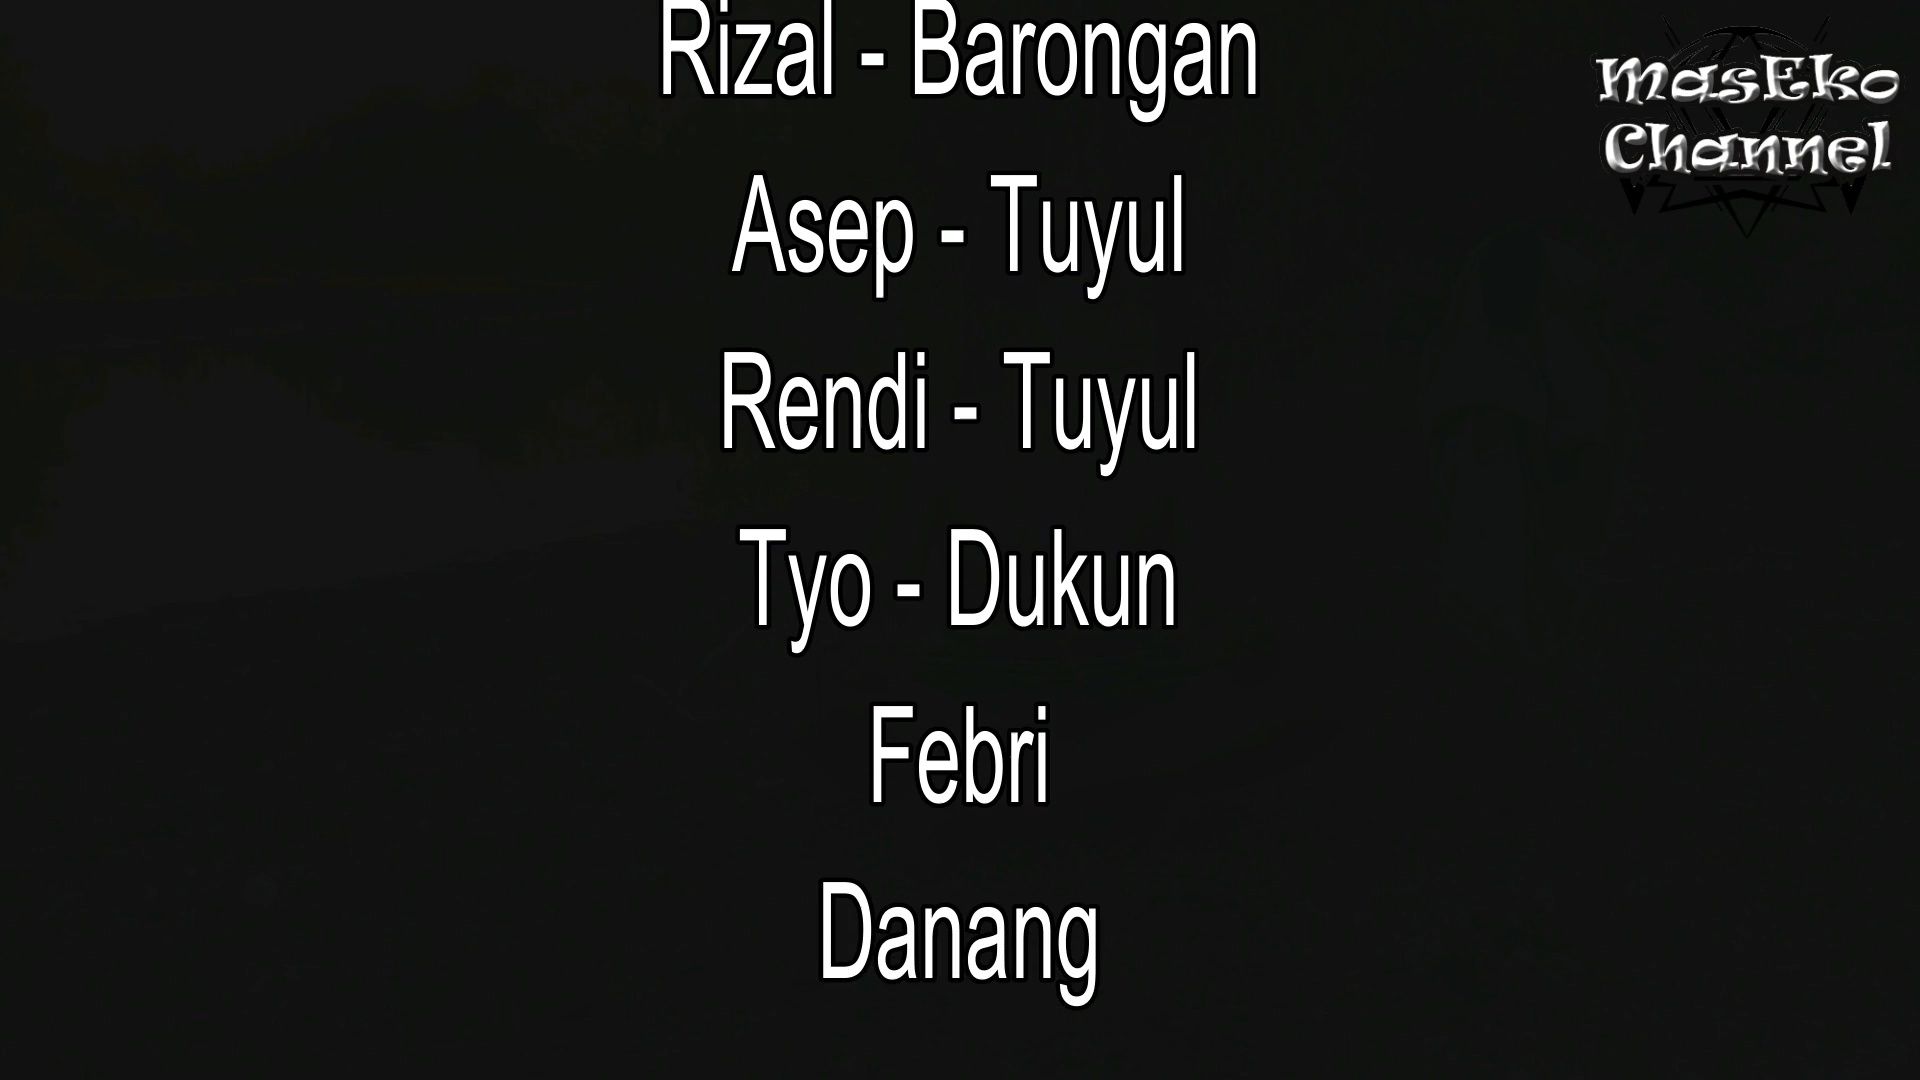 Rizal - Barongan
MasEko
Channel
Asep - Tuyul
Rendi - Tuyul
Tyo - Dukun
Febri
Danang